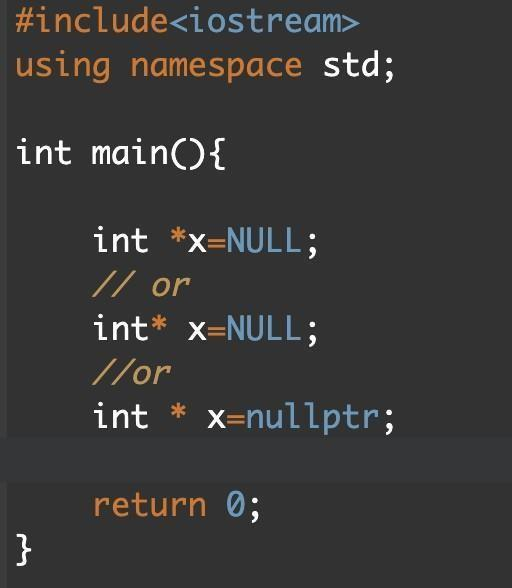 #include<iostream>
using namespace std;
int main(){
int *x=NULL;
// or
int* x=NULL;
//or
int * x=nullptr;
return 0;
}